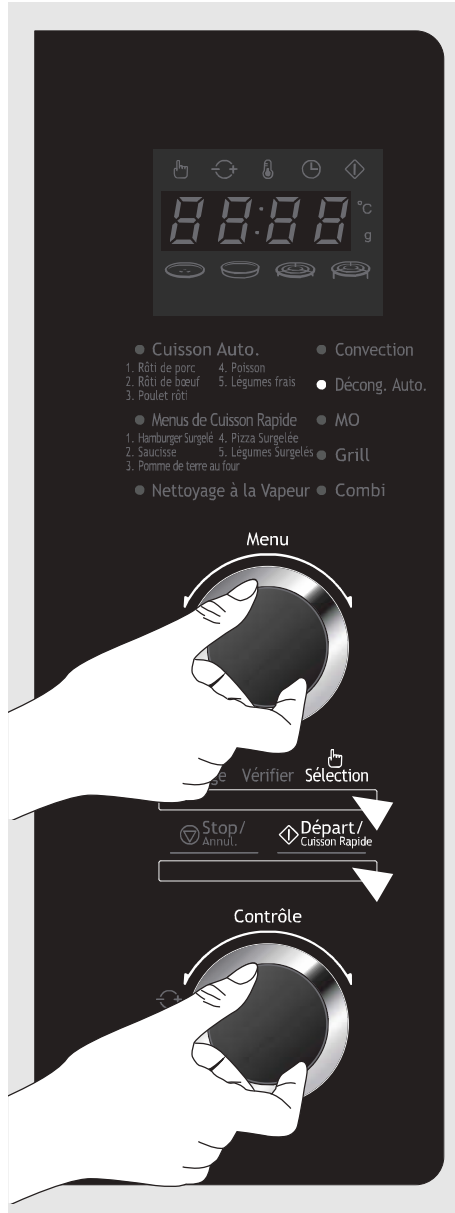 88:88 °C
g
Cuisson Auto.
1. Rôti de porc 4. Poisson
2. Rôti de bœuf 5. Légumes frais
3. Poulet rôti
Convection
Décong. Auto.
Menus de Cuisson Rapide
1. Hamburger Surgelé 4. Pizza Surgelée
2. Saucisse 5. Légumes Surgelés
3. Pomme de terre au four
MO
Grill
Nettoyage à la Vapeur
Combi
Menu
Vérifier Sélection
Stop/ Départ/
Annul. Cuisson Rapide
Contrôle